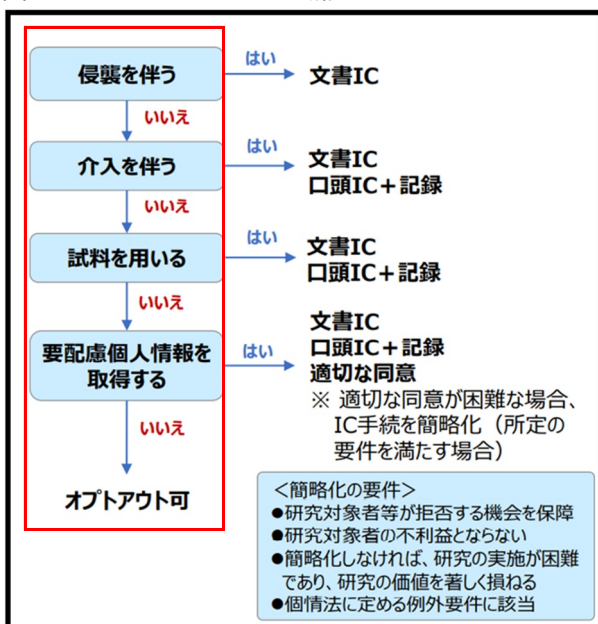 侵襲を伴う
はい
文書IC
いいえ
介入を伴う
はい
文書IC
口頭IC+記録
いいえ
試料を用いる
はい
文書IC
口頭IC+記録
いいえ
要配慮個人情報を
取得する
はい
文書IC
口頭IC+記録
適切な同意
※ 適切な同意が困難な場合、
IC手続を簡略化(所定の
要件を満たす場合)
いいえ
オプトアウト可
<簡略化の要件>
●研究対象者等が拒否する機会を保障
●研究対象者の不利益とならない
●簡略化しなければ、研究の実施が困難
であり、研究の価値を著しく損ねる
●個情法に定める例外要件に該当